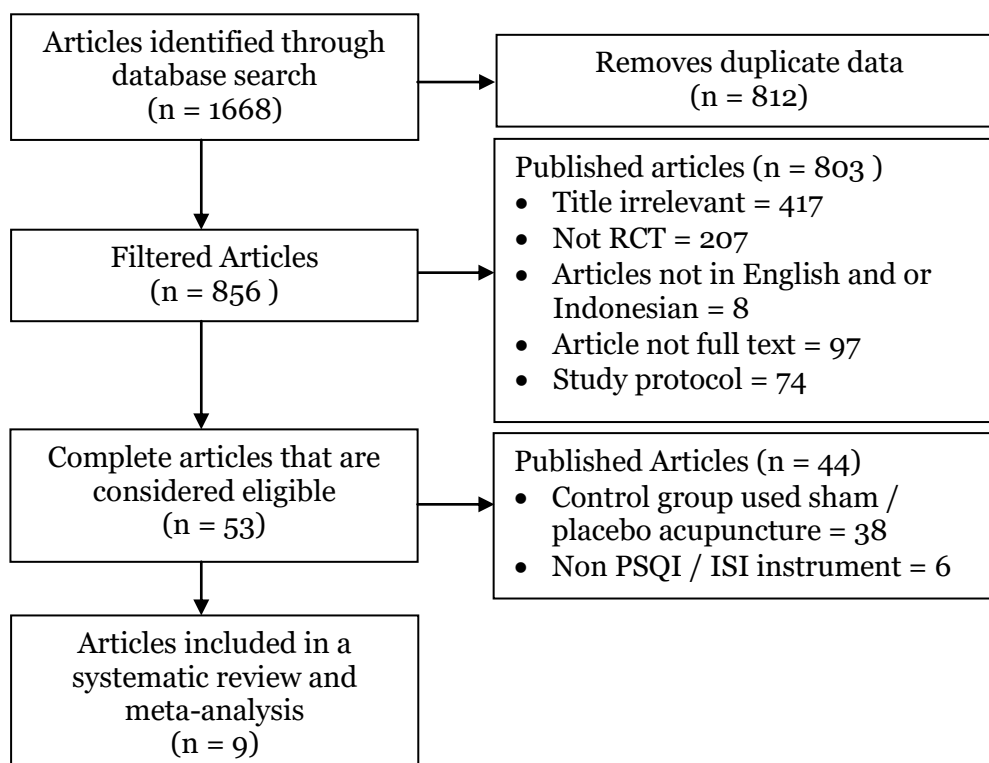 Articles identified through
database search
(n = 1668)
Removes duplicate data
(n = 812)
Published articles (n = 803 )
• Title irrelevant = 417
• Not RCT = 207
• Articles not in English and or
Indonesian = 8
• Article not full text = 97
• Study protocol = 74
Filtered Articles
(n = 856 )
Complete articles that are
considered eligible
(n = 53)
Published Articles (n = 44)
• Control group used sham /
placebo acupuncture = 38
• Non PSQI / ISI instrument = 6
Articles included in a
systematic review and
meta-analysis
(n = 9)